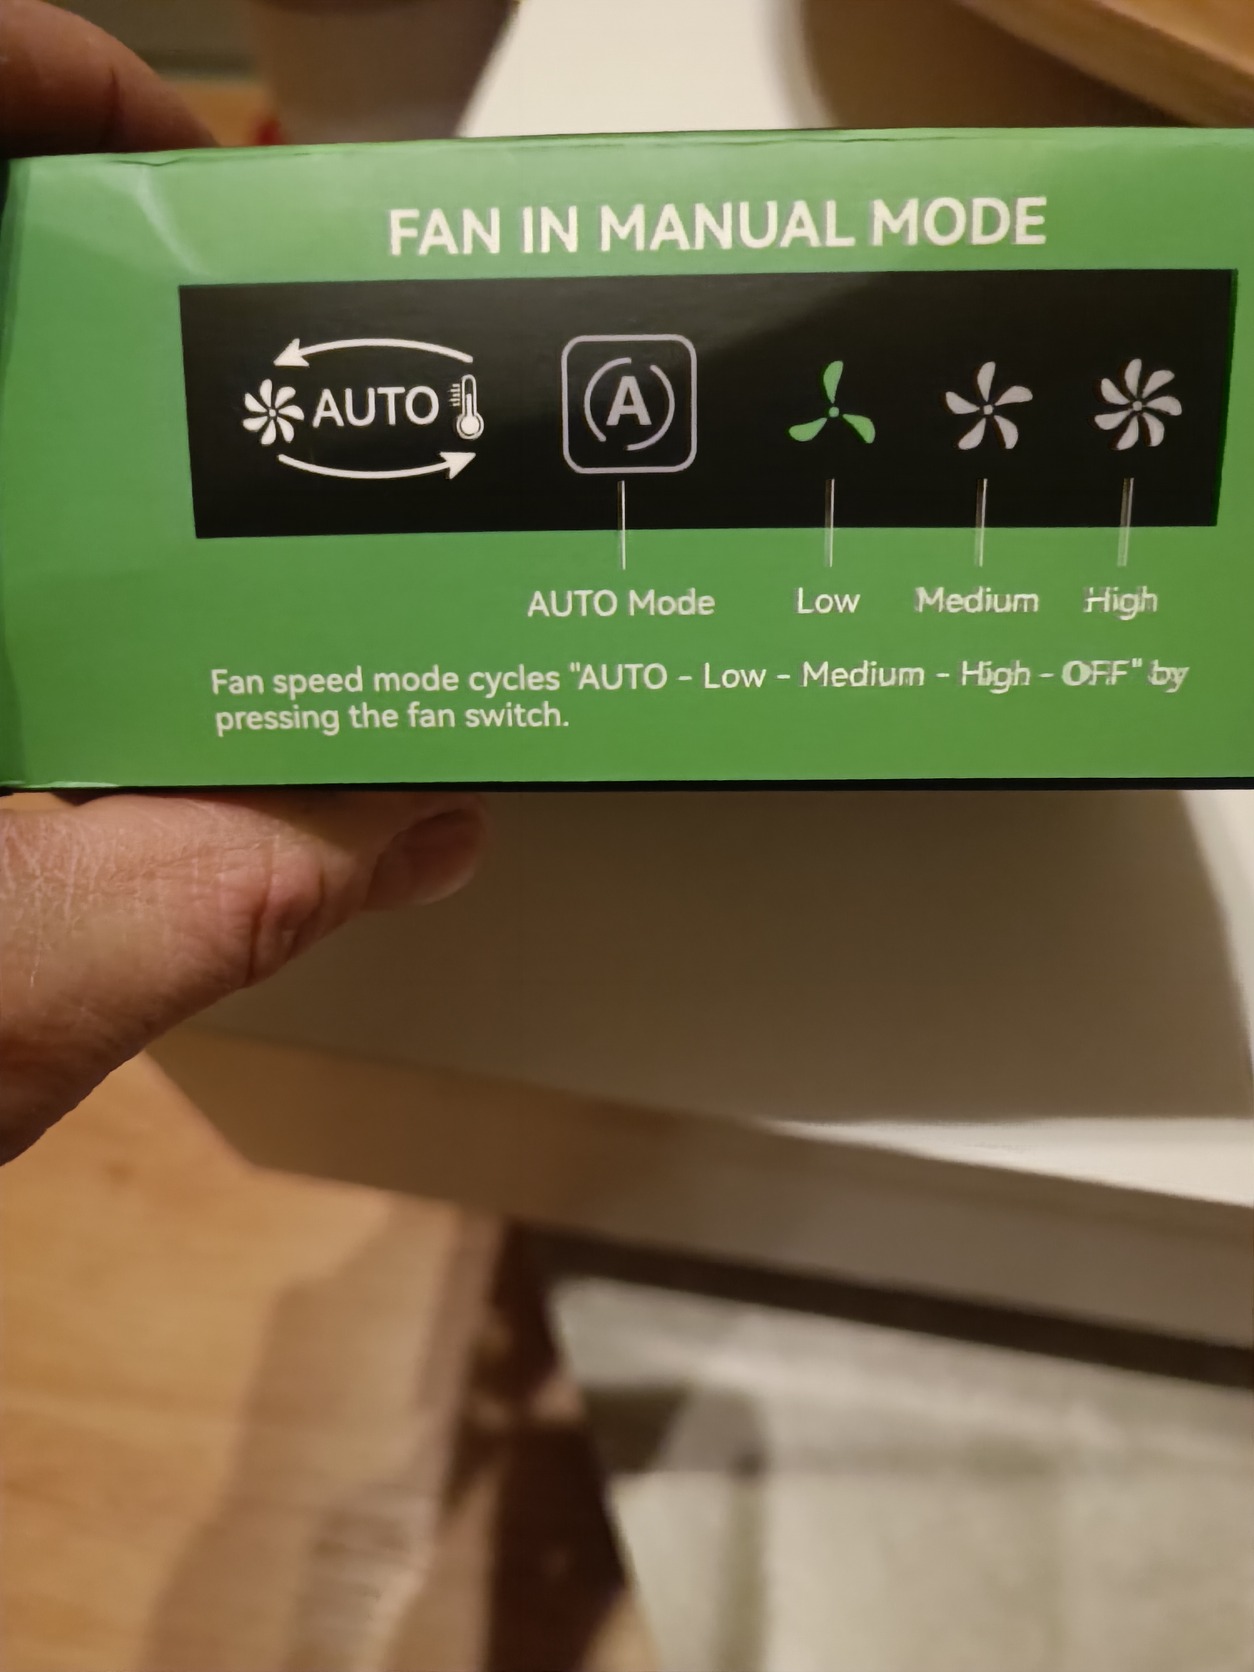 FAN IN MANUAL MODE
AUTO
A
AUTO Mode Low Medium High
Fan speed mode cycles "AUTO - Low - Medium - High - OFF" by
pressing the fan switch.